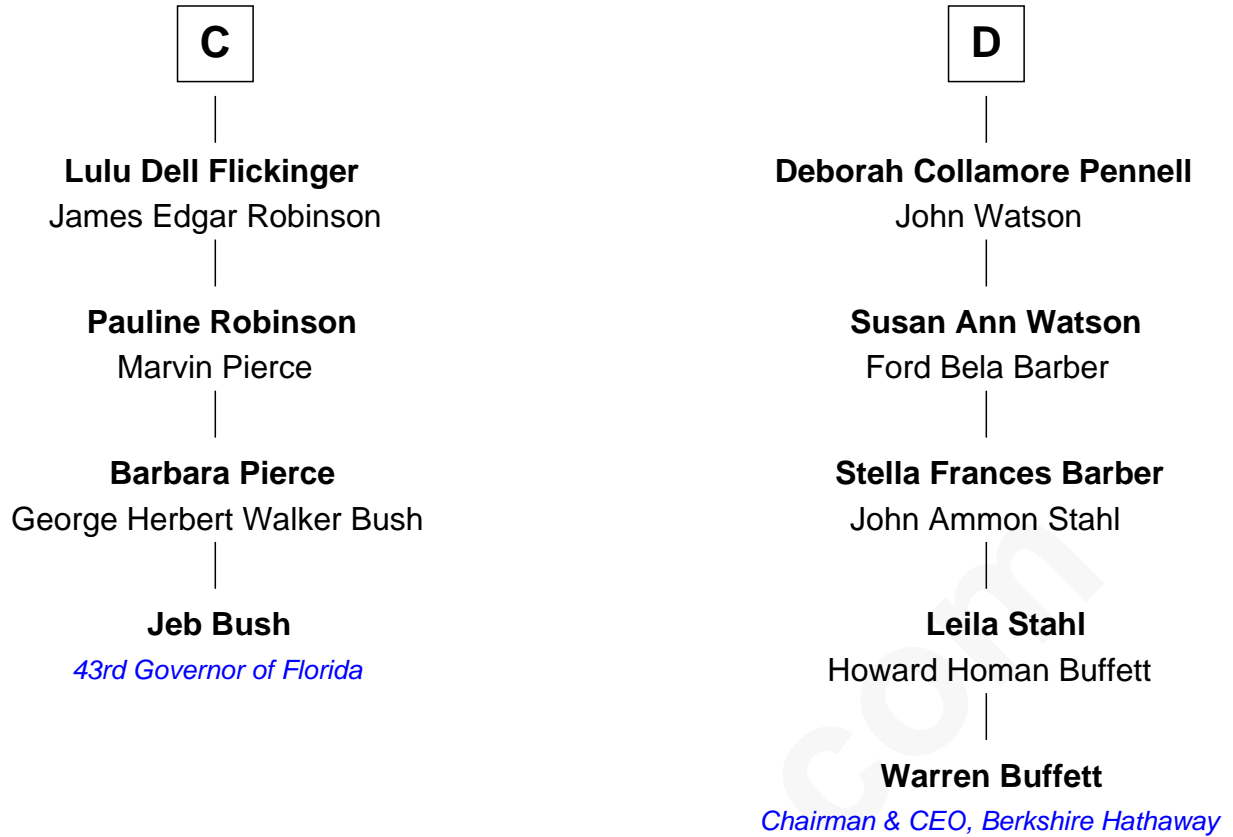 C
Lulu Dell Flickinger
James Edgar Robinson
Pauline Robinson
Marvin Pierce
Barbara Pierce
George Herbert Walker Bush
Jeb Bush
43rd Governor of Florida
D
Deborah Collamore Pennell
John Watson
Susan Ann Watson
Ford Bela Barber
Stella Frances Barber
John Ammon Stahl
Leila Stahl
Howard Homan Buffett
Warren Buffett
Chairman & CEO, Berkshire Hathaway
com